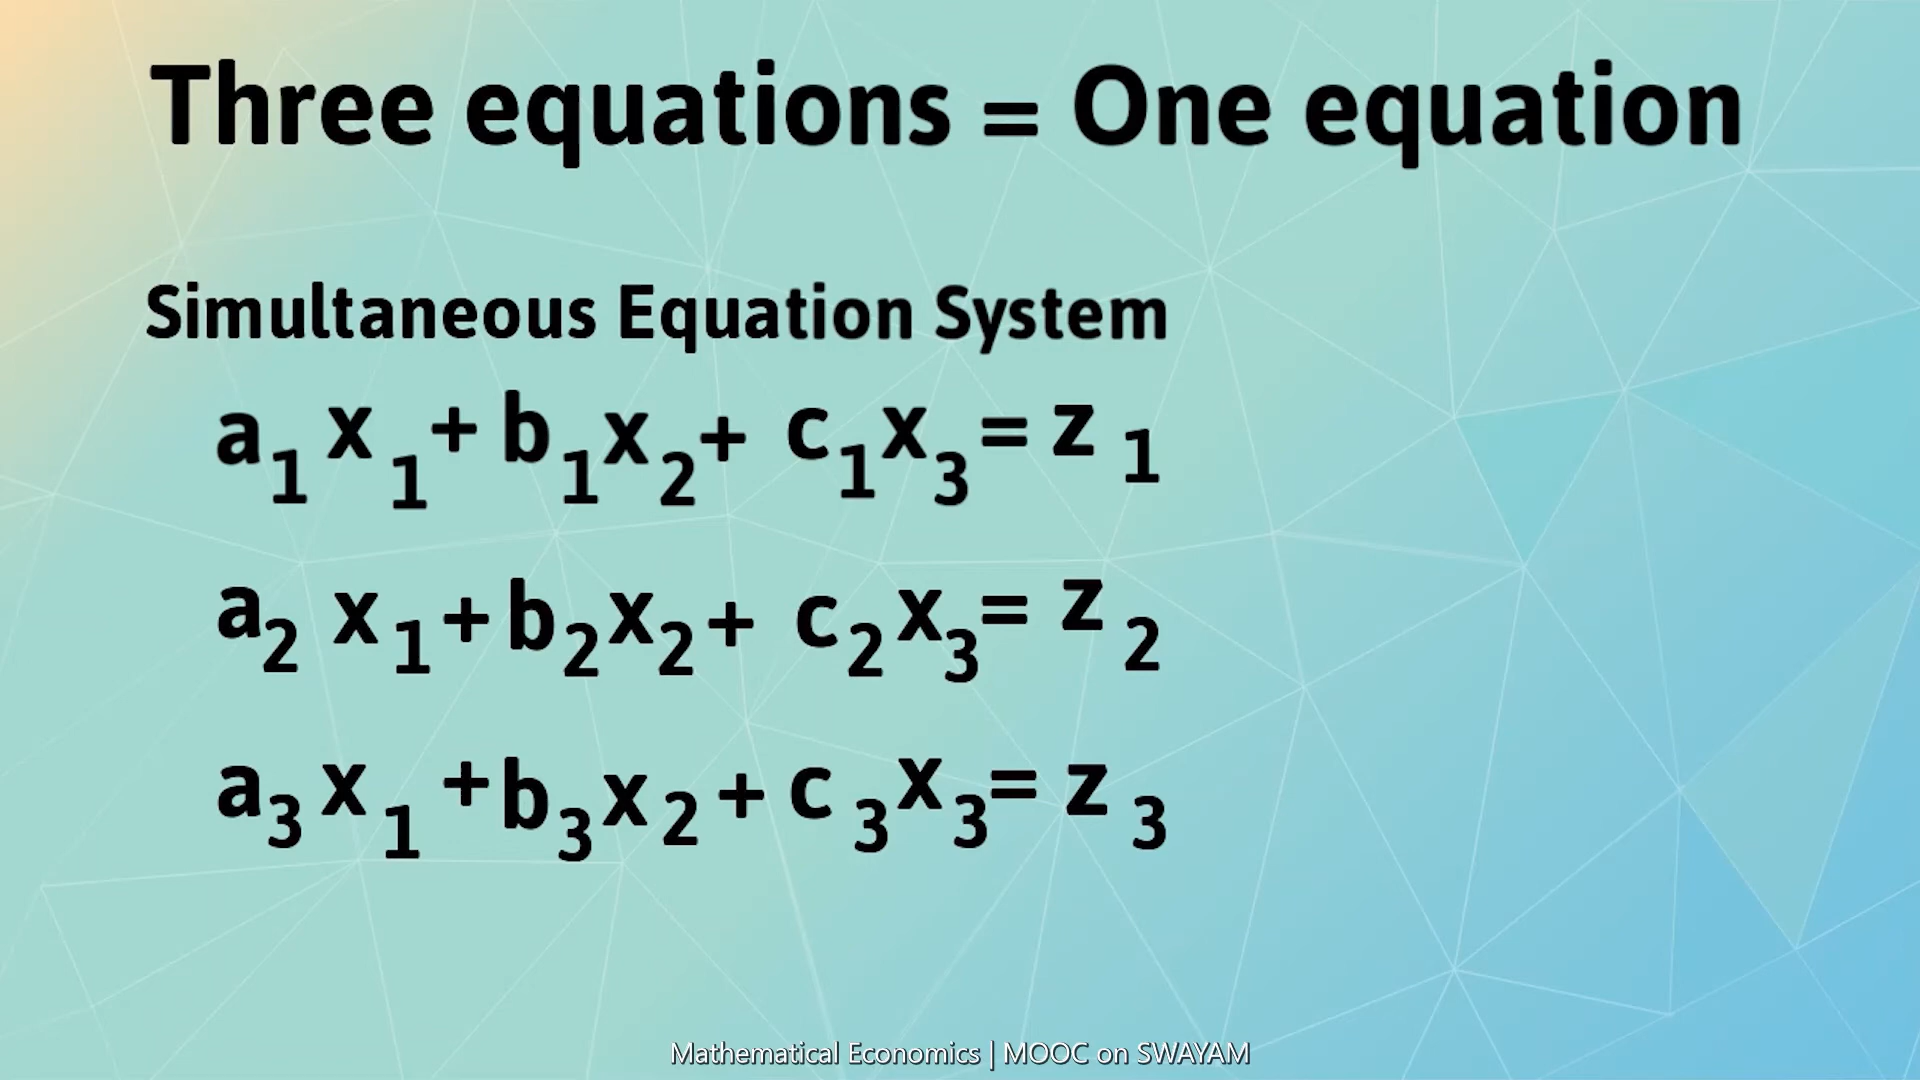 Three equations = One equation
Simultaneous Equation System
a₁ x₁ + b₁x₂ + c₁x₃ = z₁
a₂ x₁ + b₂x₂ + c₂x₃ = z₂
a₃ x₁ + b₃x₂ + c₃x₃ = z₃
Mathematical Economics | MOOC on SWAYAM